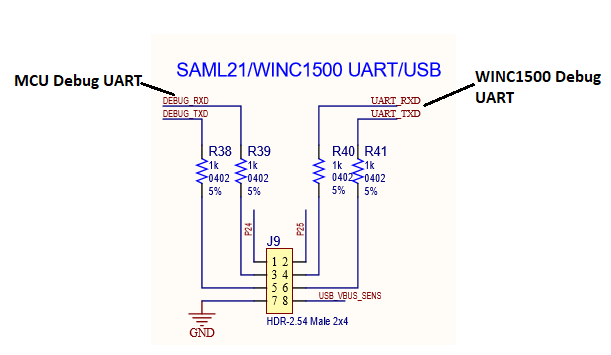 SAML21/WINC1500 UART/USB
MCU Debug UART
WINC1500 Debug
UART
DEBUG_RXD
DEBUG_TXD
UART_RXD
UART_TXD
R38
1k
0402
5%
R39
1k
0402
5%
R40
1k
0402
5%
R41
1k
0402
5%
P24
P25
J9
1 2
3 4
5 6
7 8
USB_VBUS_SENS
GND
HDR-2.54 Male 2x4